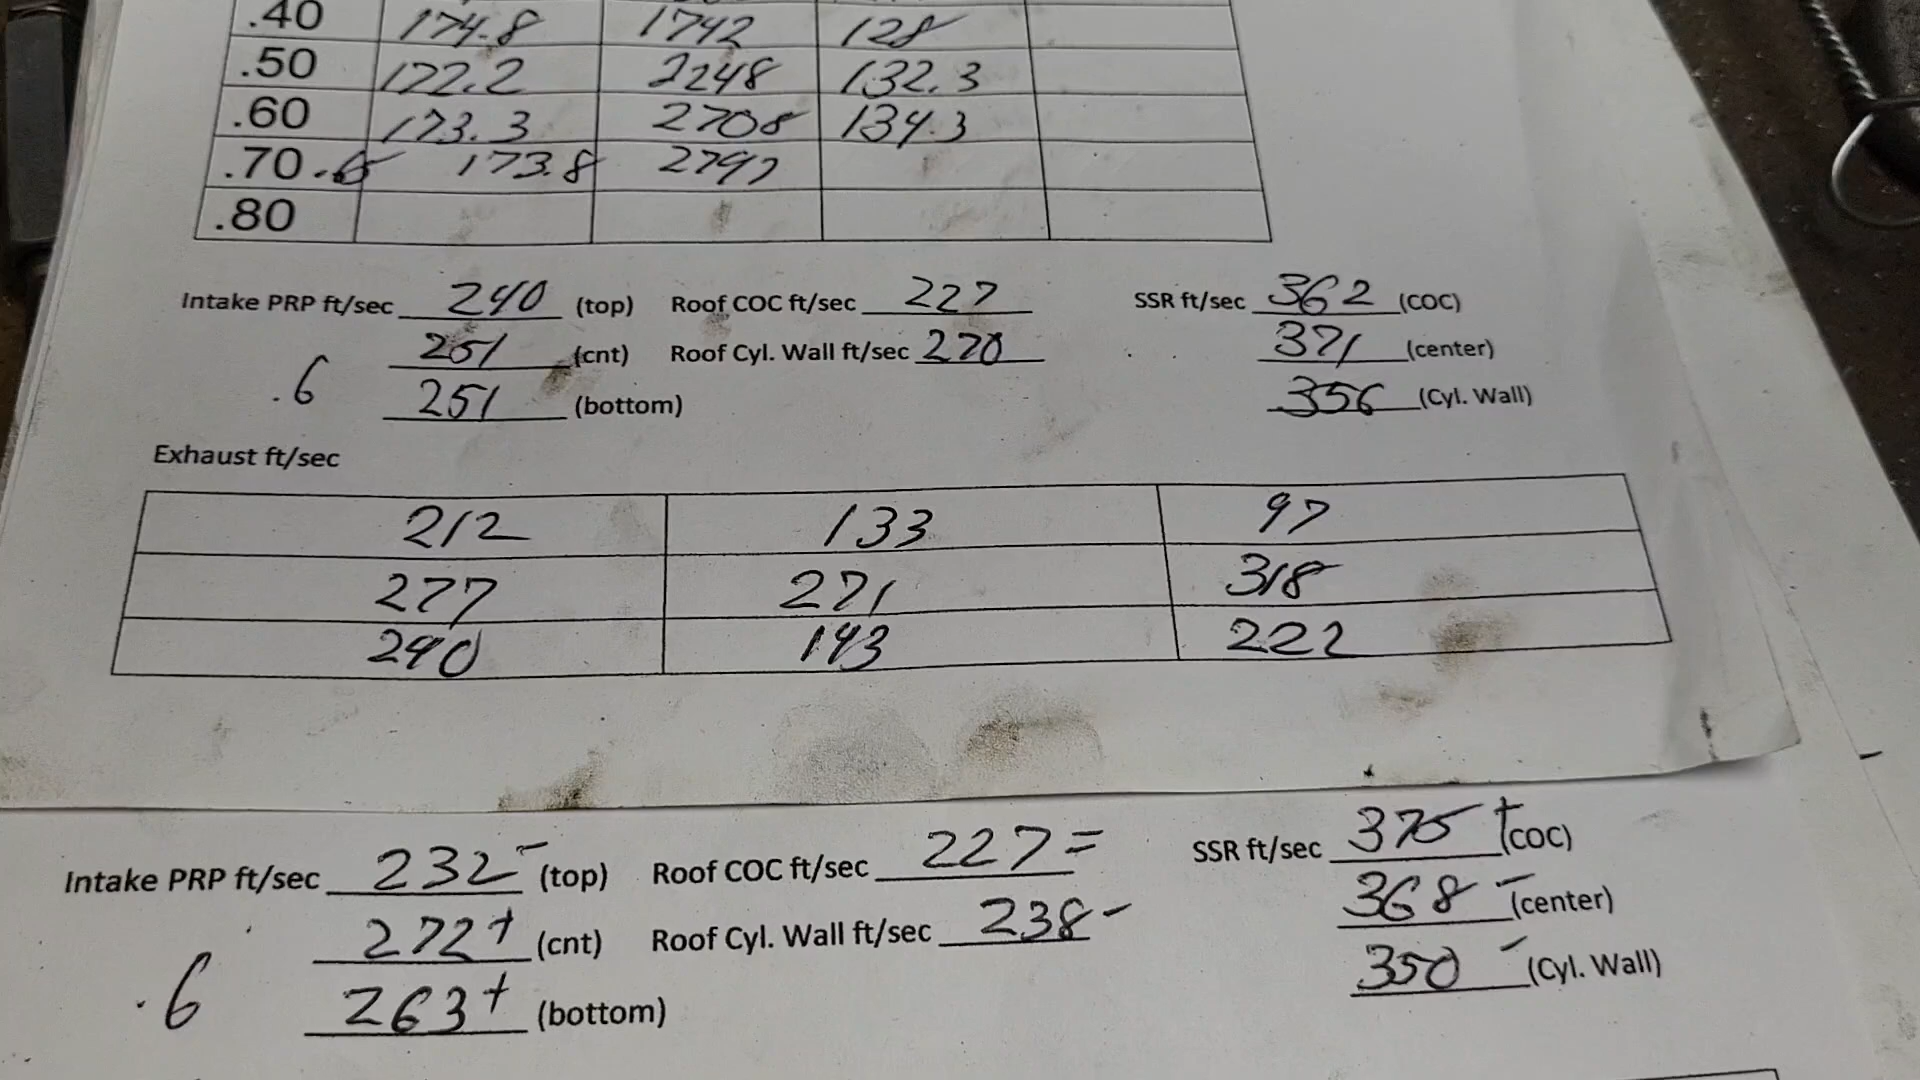 .40 174.8 1742 128
.50 172.2 2248 132.3
.60 173.3 2708 134.3
.70 .6 173.8 2797
.80
Intake PRP ft/sec 240 (top) Roof COC ft/sec 227 SSR ft/sec 362 (COC)
251 (cnt) Roof Cyl. Wall ft/sec 270 371 (center)
.6 251 (bottom) 356 (Cyl. Wall)
Exhaust ft/sec
212 133 97
277 271 318
290 143 222
Intake PRP ft/sec 232 - (top) Roof COC ft/sec 227 = SSR ft/sec 375 + (COC)
272 + (cnt) Roof Cyl. Wall ft/sec 238 - 368 - (center)
.6 263 + (bottom) 350 - (Cyl. Wall)